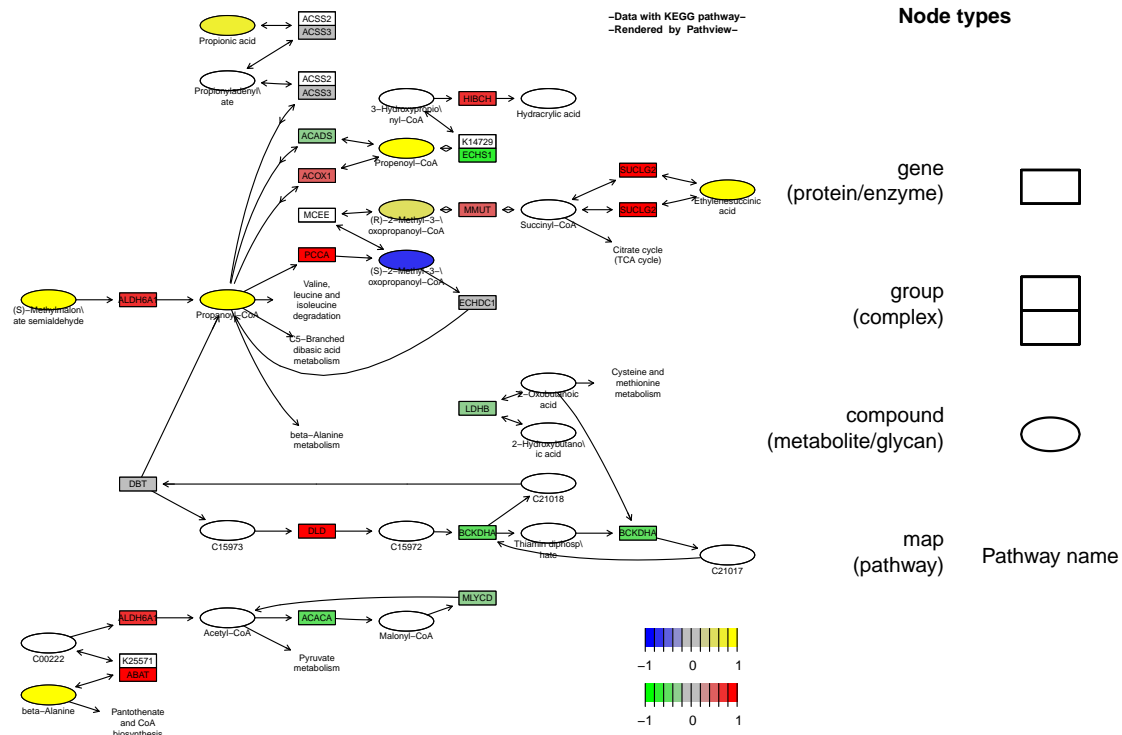 −Data with KEGG pathway−
−Rendered by Pathview−
Node types
Propionic acid
ACSS2
ACSS3
Propionyladenyl\
ate
ACSS2
ACSS3
3−Hydroxypropio\
nyl−CoA
HIBCH
Hydracrylic acid
ACADS
Propenoyl−CoA
K14729
ECHS1
ACOX1
SUCLG2
Ethylenesuccinic
acid
MCEE
(R)−2−Methyl−3−\
oxopropanoyl−CoA
MMUT
Succinyl−CoA
SUCLG2
Citrate cycle
(TCA cycle)
PCCA
(S)−2−Methyl−3−\
oxopropanoyl−CoA
(S)−Methylmalon\
ate semialdehyde
ALDH6A1
Propanoyl−CoA
Valine,
leucine and
isoleucine
degradation
ECHDC1
C5−Branched
dibasic acid
metabolism
beta−Alanine
metabolism
2−Oxobutanoic
acid
Cysteine and
methionine
metabolism
LDHB
2−Hydroxybutano\
ic acid
DBT
C21018
C15973
DLD
C15972
BCKDHA
Thiamin diphosp\
hate
BCKDHA
C21017
MLYCD
ALDH6A1
Acetyl−CoA
ACACA
Malonyl−CoA
C00222
Pyruvate
metabolism
K25571
ABAT
beta−Alanine
Pantothenate
and CoA
biosynthesis
gene
(protein/enzyme)
group
(complex)
compound
(metabolite/glycan)
map
(pathway)
Pathway name
−1 0 1
−1 0 1